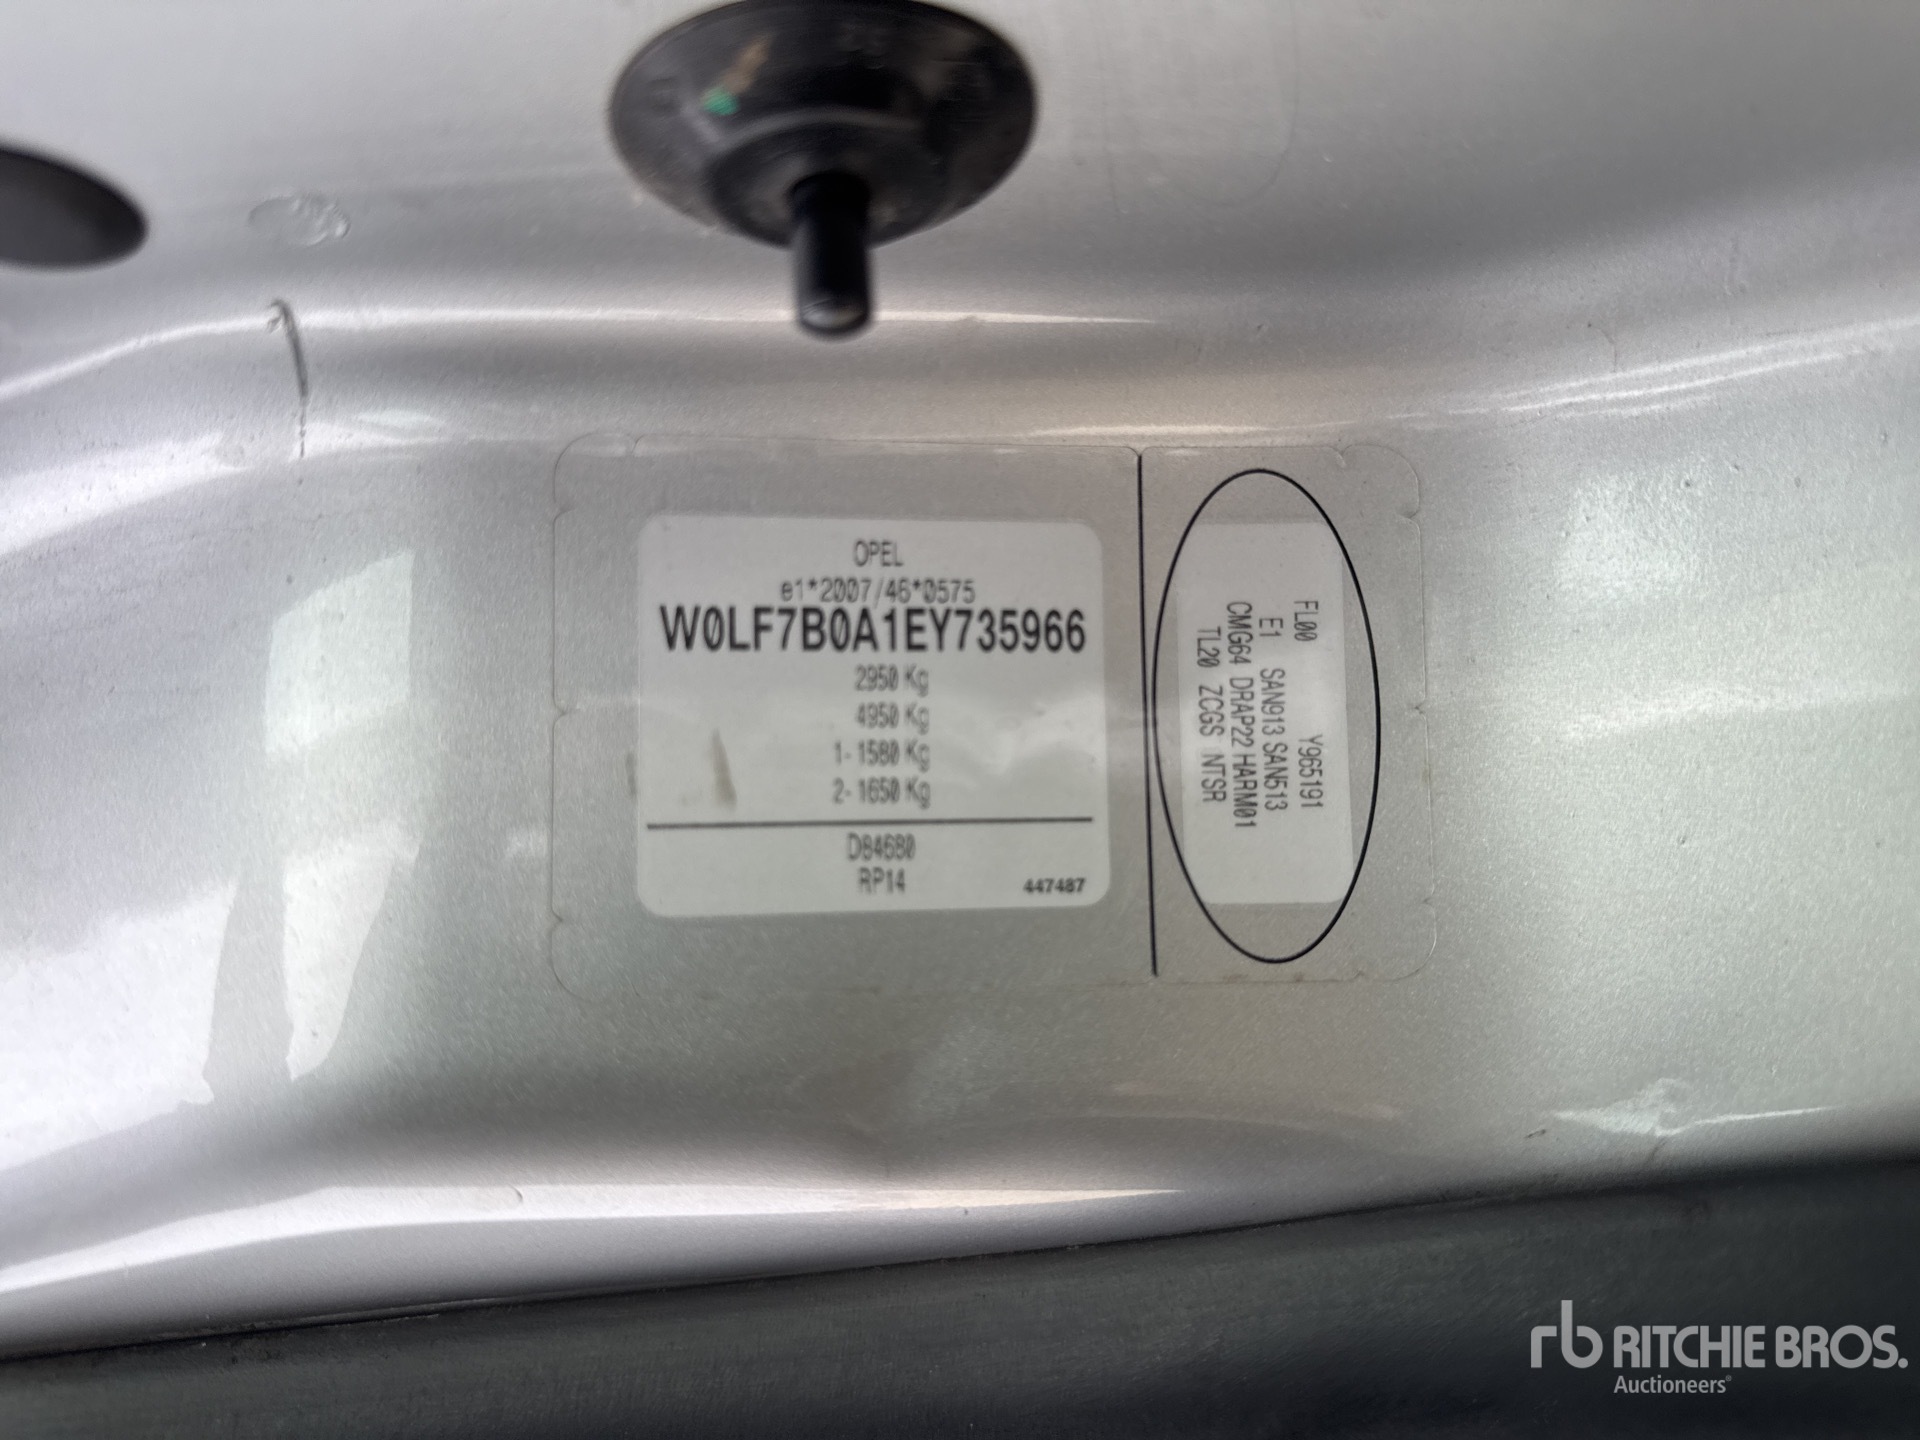 OPEL
e1*2007/46*0575
W0LF7B0A1EY735966
2950 Kg
4950 Kg
1- 1580 Kg
2- 1650 Kg
D84680
RP14
447487
FL00 Y965191
E1 SAN913 SAN513
CMG64 DRAP22 HARM01
TL20 ZCGS NTSR
rb RITCHIE BROS.
Auctioneers®